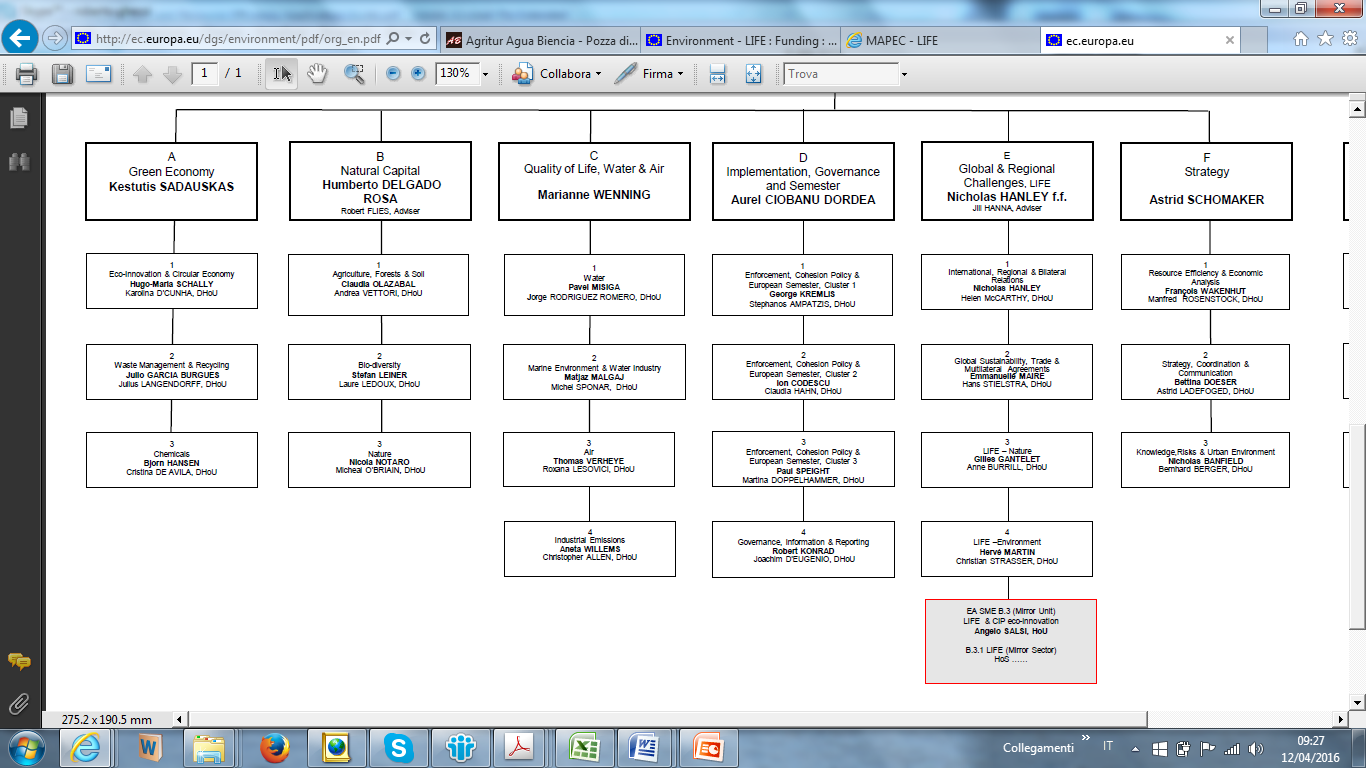 http://ec.europa.eu/dgs/environment/pdf/org_en.pdf
Agritur Agua Biencia - Pozza di...
Environment - LIFE : Funding : ...
MAPEC - LIFE
ec.europa.eu
1 / 1
130%
Collabora
Firma
Trova
A
Green Economy
Kestutis SADAUSKAS
1
Eco-Innovation & Circular Economy
Hugo-Maria SCHALLY
Karolina D'CUNHA, DHoU
2
Waste Management & Recycling
Julio GARCIA BURGUES
Julius LANGENDORFF, DHoU
3
Chemicals
Bjorn HANSEN
Cristina DE AVILA, DHoU
B
Natural Capital
Humberto DELGADO
ROSA
Robert FLIES, Adviser
1
Agriculture, Forests & Soil
Claudia OLAZABAL
Andrea VETTORI, DHoU
2
Bio-diversity
Stefan LEINER
Laure LEDOUX, DHoU
3
Nature
Nicola NOTARO
Micheal O'BRIAIN, DHoU
C
Quality of Life, Water & Air
Marianne WENNING
1
Water
Pavel MISIGA
Jorge RODRIGUEZ ROMERO, DHoU
2
Marine Environment & Water Industry
Matjaz MALGAJ
Michel SPONAR, DHoU
3
Air
Thomas VERHEYE
Roxana LESOVICI, DHoU
4
Industrial Emissions
Aneta WILLEMS
Christopher ALLEN, DHoU
D
Implementation, Governance
and Semester
Aurel CIOBANU DORDEA
1
Enforcement, Cohesion Policy &
European Semester, Cluster 1
George KREMLIS
Stephanos AMPATZIS, DHoU
2
Enforcement, Cohesion Policy &
European Semester, Cluster 2
Ion CODESCU
Claudia HAHN, DHoU
3
Enforcement, Cohesion Policy &
European Semester, Cluster 3
Paul SPEIGHT
Martina DOPPELHAMMER, DHoU
4
Governance, Information & Reporting
Robert KONRAD
Joachim D'EUGENIO, DHoU
E
Global & Regional
Challenges, LIFE
Nicholas HANLEY f.f.
Jill HANNA, Adviser
1
International, Regional & Bilateral
Relations
Nicholas HANLEY
Helen McCARTHY, DHoU
2
Global Sustainability, Trade &
Multilateral Agreements
Emmanuelle MAIRE
Hans STIELSTRA, DHoU
3
LIFE – Nature
Gilles GANTELET
Anne BURRILL, DHoU
4
LIFE –Environment
Hervé MARTIN
Christian STRASSER, DHoU
EA SME B.3 (Mirror Unit)
LIFE & CIP eco-innovation
Angelo SALSI, HoU
B.3.1 LIFE (Mirror Sector)
HoS ......
F
Strategy
Astrid SCHOMAKER
1
Resource Efficiency & Economic
Analysis
François WAKENHUT
Manfred ROSENSTOCK, DHoU
2
Strategy, Coordination &
Communication
Bettina DOESER
Astrid LADEFOGED, DHoU
3
Knowledge,Risks & Urban Environment
Nicholas BANFIELD
Bernhard BERGER, DHoU
275.2 x 190.5 mm
Collegamenti
IT
09:27
12/04/2016